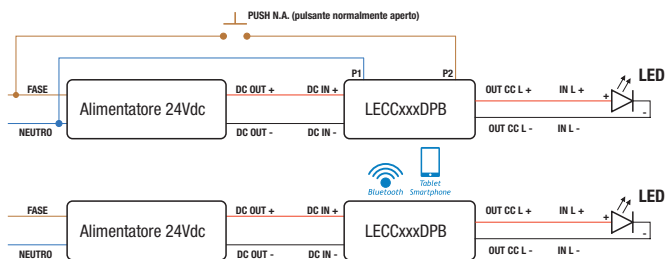 PUSH N.A. (pulsante normalmente aperto)
P1 P2 LED
FASE DC OUT + DC IN + OUT CC L + IN L +
Alimentatore 24Vdc LECCxxxDPB + -
NEUTRO DC OUT - DC IN - OUT CC L - IN L -
Bluetooth Tablet
Smartphone
LED
FASE DC OUT + DC IN + OUT CC L + IN L +
Alimentatore 24Vdc LECCxxxDPB + -
NEUTRO DC OUT - DC IN - OUT CC L - IN L -